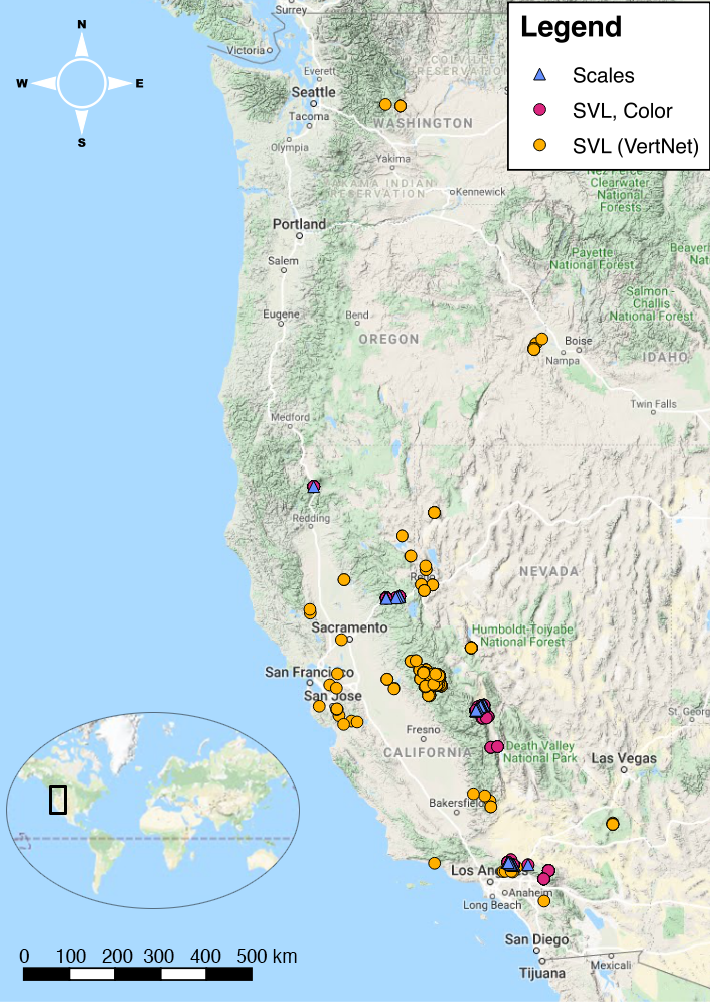 Surrey
Victoria
Everett
Seattle
Tacoma
Olympia
WASHINGTON
COLVILLE
RESERVATION
Yakima
YAKAMA INDIAN
RESERVATION
Kennewick
Portland
Salem
Eugene
Bend
OREGON
Medford
Nez Perce-
Clearwater
National
Forests
Payette
National Forest
Salmon-
Challis
National Forest
Boise
Nampa
IDAHO
Twin Falls
Redding
NEVADA
Sacramento
Humboldt-Toiyabe
National Forest
San Francisco
San Jose
Fresno
CALIFORNIA
Death Valley
National Park
St. Georg
Las Vegas
Los Angeles
Anaheim
Long Beach
San Diego
Tijuana
Mexicali
N
W
E
S
Legend
Scales
SVL, Color
SVL (VertNet)
0 100 200 300 400 500 km